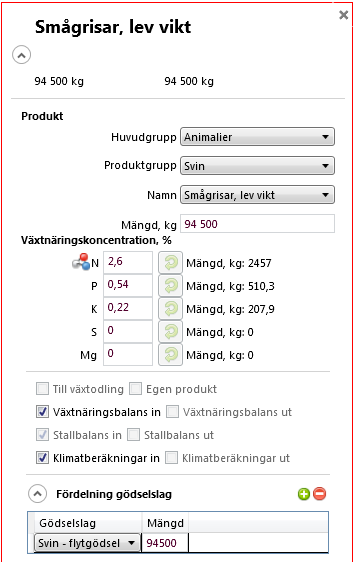 Smågrisar, lev vikt
94 500 kg 94 500 kg
Produkt
Huvudgrupp Animalier
Produktgrupp Svin
Namn Smågrisar, lev vikt
Mängd, kg 94 500
Växtnäringskoncentration, %
N 2,6 Mängd, kg: 2457
P 0,54 Mängd, kg: 510,3
K 0,22 Mängd, kg: 207,9
S 0 Mängd, kg: 0
Mg 0 Mängd, kg: 0
Till växtodling Egen produkt
Växtnäringsbalans in Växtnäringsbalans ut
Stallbalans in Stallbalans ut
Klimatberäkningar in Klimatberäkningar ut
Fördelning gödselslag
Gödselslag Mängd
Svin - flytgödsel 94500